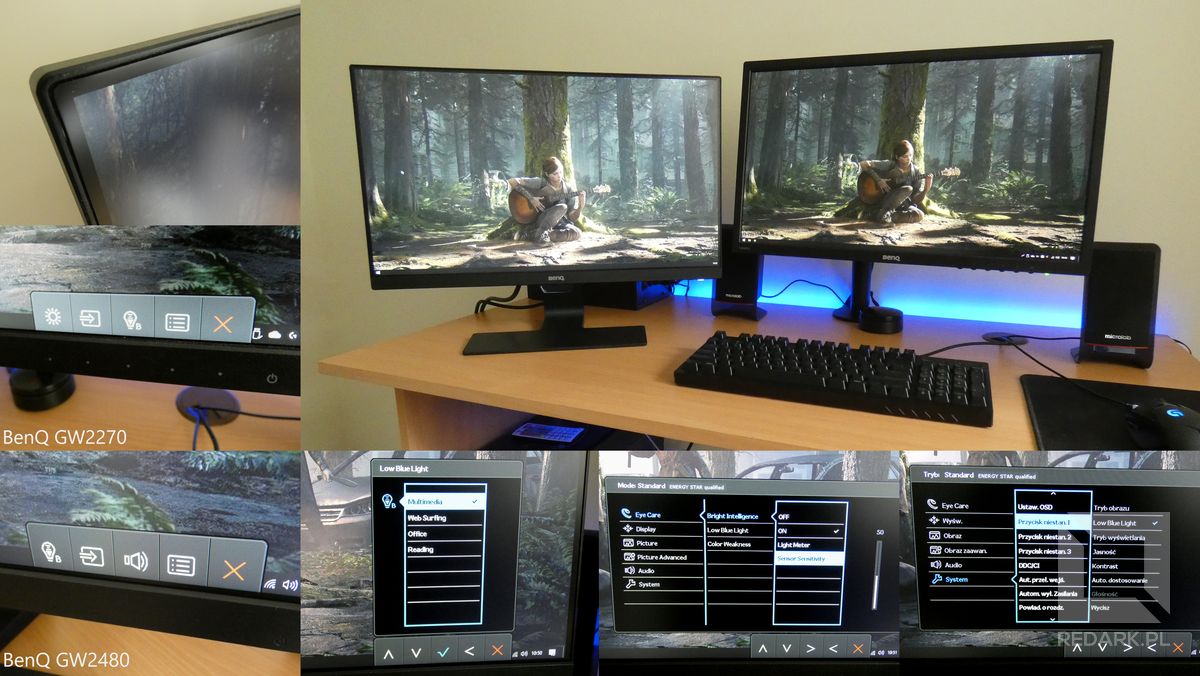 BenQ
BenQ
microlab
microlab
B
BenQ GW2270
B
BenQ GW2480
Low Blue Light
B
Multimedia
Web Surfing
Office
Reading
10:50
Mode: Standard ENERGY STAR qualified
Eye Care
Display
Picture
Picture Advanced
Audio
System
Bright Intelligence
Low Blue Light
Color Weakness
OFF
ON
Light Meter
Sensor Sensitivity
50
10:51
Tryb: Standard ENERGY STAR qualified
Eye Care
Wyśw.
Obraz
Obraz zaawan.
Audio
System
Ustaw. OSD
Przycisk niestan. 1
Przycisk niestan. 2
Przycisk niestan. 3
DDC/CI
Aut. przeł. wejś.
Autom. wył. Zasilania
Powiad. o rozdz.
Tryb obrazu
Low Blue Light
Tryb wyświetlania
Jasność
Kontrast
Auto. dostosowanie
Głośność
Wycisz
REDARK.PL